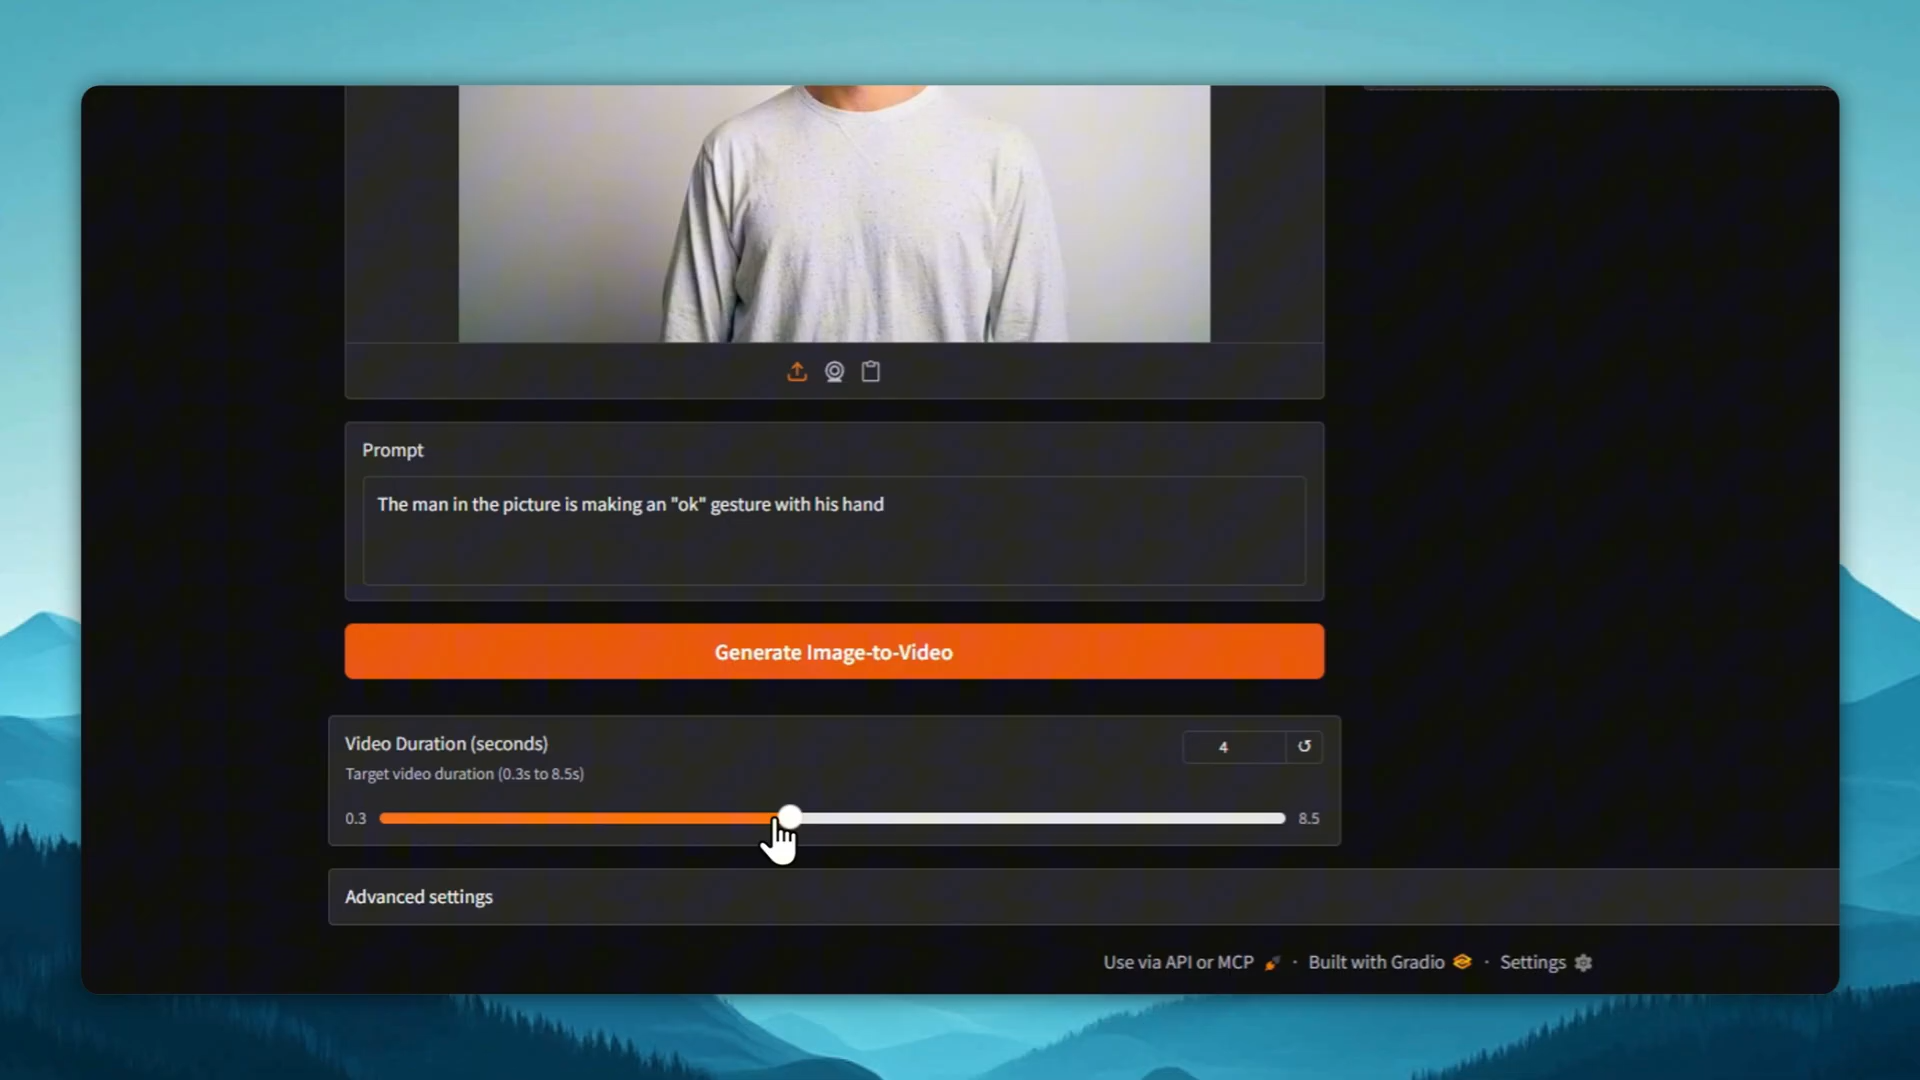 Prompt
The man in the picture is making an "ok" gesture with his hand
Generate Image-to-Video
Video Duration (seconds)
4
Target video duration (0.3s to 8.5s)
0.3
8.5
Advanced settings
Use via API or MCP · Built with Gradio · Settings